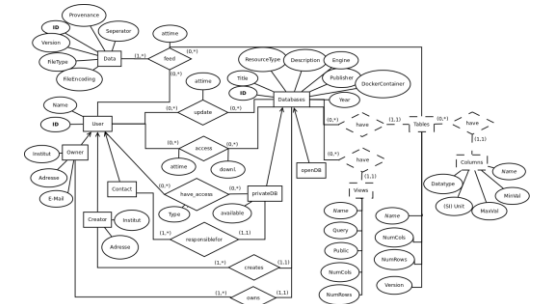 Provenance
ID
Seperator
Version
Data
FileType
FileEncoding
(1,*)
attime
feed
(0,*)
(0,*)
ResourceType
Description
Engine
Title
Publisher
ID
DockerContainer
Databases
Year
attime
Name
ID
User
(0,*)
update
(0,*)
(0,*)
access
(0,*)
attime
(0,*)
have
(1,1)
Tables
(0,*)
have
(1,1)
Institut
Owner
Adresse
E-Mail
Contact
(0,*)
have_access
(0,*)
Type
available
privateDB
openDB
(0,*)
have
(1,1)
Views
Columns
Name
Datatype
MinVal
(SI) Unit
MaxVal
Creator
Institut
Adresse
(1,*)
responsiblefor
(1,1)
Name
Query
Public
NumCols
NumRows
Name
NumCols
NumRows
Version
(1,*)
creates
(1,1)
(1,*)
owns
(1,1)